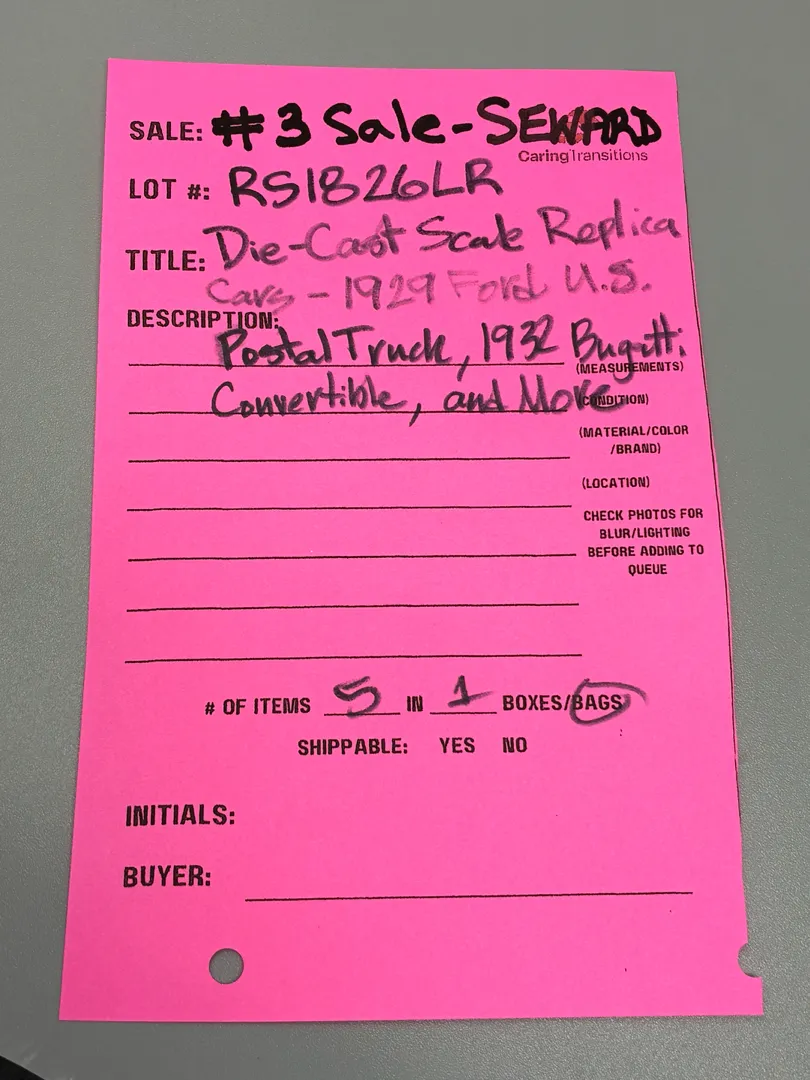 SALE: #3 Sale-SEWARD
CaringTransitions
LOT #: RS1826LR
TITLE: Die-Cast Scale Replica
Cars - 1929 Ford U.S.
DESCRIPTION:
Postal Truck, 1932 Bugatti
(MEASUREMENTS)
Convertible, and More
(CONDITION)
(MATERIAL/COLOR
/BRAND)
(LOCATION)
CHECK PHOTOS FOR
BLUR/LIGHTING
BEFORE ADDING TO
QUEUE
# OF ITEMS 5 IN 1 BOXES/BAGS
SHIPPABLE: YES NO
INITIALS:
BUYER: